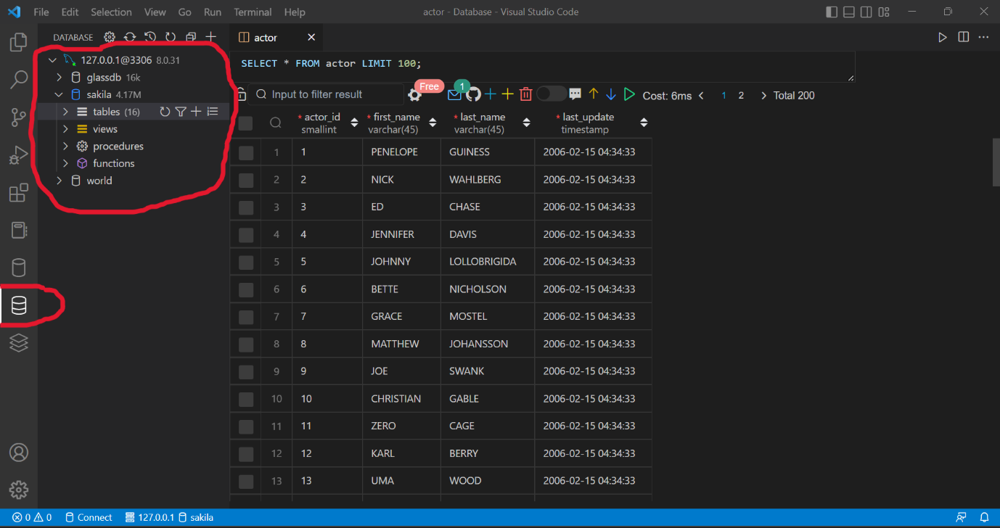 File Edit Selection View Go Run Terminal Help
actor - Database - Visual Studio Code
DATABASE
127.0.0.1@3306 8.0.31
glassdb 16k
sakila 4.17M
tables (16)
views
procedures
functions
world
actor
SELECT * FROM actor LIMIT 100;
Input to filter result
Free
1
Cost: 6ms
1 2
Total 200
* actor_id * first_name * last_name * last_update
smallint varchar(45) varchar(45) timestamp
1 1 PENELOPE GUINESS 2006-02-15 04:34:33
2 2 NICK WAHLBERG 2006-02-15 04:34:33
3 3 ED CHASE 2006-02-15 04:34:33
4 4 JENNIFER DAVIS 2006-02-15 04:34:33
5 5 JOHNNY LOLLOBRIGIDA 2006-02-15 04:34:33
6 6 BETTE NICHOLSON 2006-02-15 04:34:33
7 7 GRACE MOSTEL 2006-02-15 04:34:33
8 8 MATTHEW JOHANSSON 2006-02-15 04:34:33
9 9 JOE SWANK 2006-02-15 04:34:33
10 10 CHRISTIAN GABLE 2006-02-15 04:34:33
11 11 ZERO CAGE 2006-02-15 04:34:33
12 12 KARL BERRY 2006-02-15 04:34:33
13 13 UMA WOOD 2006-02-15 04:34:33
0 0 Connect 127.0.0.1 sakila